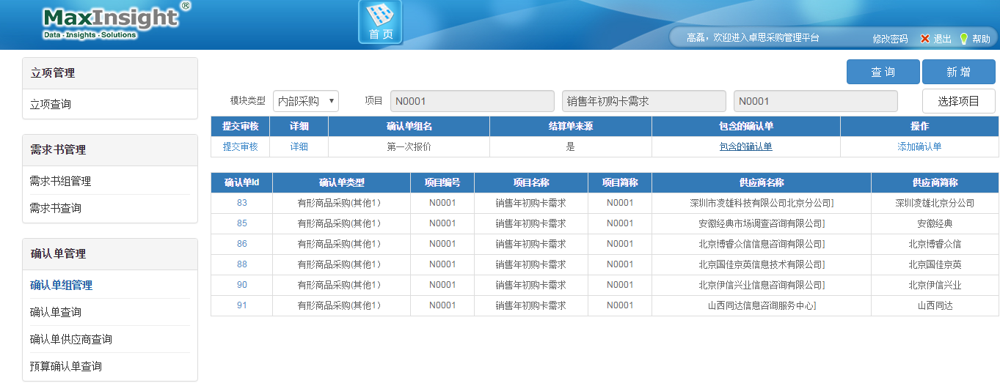 MaxInsight®
Data - Insights - Solutions
首 页
高磊，欢迎进入卓思采购管理平台
修改密码 退出 帮助
立项管理
立项查询
需求书管理
需求书组管理
需求书查询
确认单管理
确认单组管理
确认单查询
确认单供应商查询
预算确认单查询
查 询 新 增
模块类型 内部采购 项目 N0001 销售年初购卡需求 N0001 选择项目
提交审核 详细 确认单组名 结算单来源 包含的确认单 操作
提交审核 详细 第一次报价 是 包含的确认单 添加确认单
确认单Id 确认单类型 项目编号 项目名称 项目简称 供应商名称 供应商简称
83 有形商品采购(其他1) N0001 销售年初购卡需求 N0001 深圳市凌雄科技有限公司北京分公司] 深圳凌雄北京分公司
85 有形商品采购(其他1) N0001 销售年初购卡需求 N0001 安徽经典市场调查咨询有限公司] 安徽经典
86 有形商品采购(其他1) N0001 销售年初购卡需求 N0001 北京博睿众信信息咨询有限公司] 北京博睿众信
88 有形商品采购(其他1) N0001 销售年初购卡需求 N0001 北京国佳京英信息技术有限公司] 北京国佳京英
90 有形商品采购(其他1) N0001 销售年初购卡需求 N0001 北京伊信兴业信息咨询有限公司] 北京伊信兴业
91 有形商品采购(其他1) N0001 销售年初购卡需求 N0001 山西同达信息咨询服务中心] 山西同达